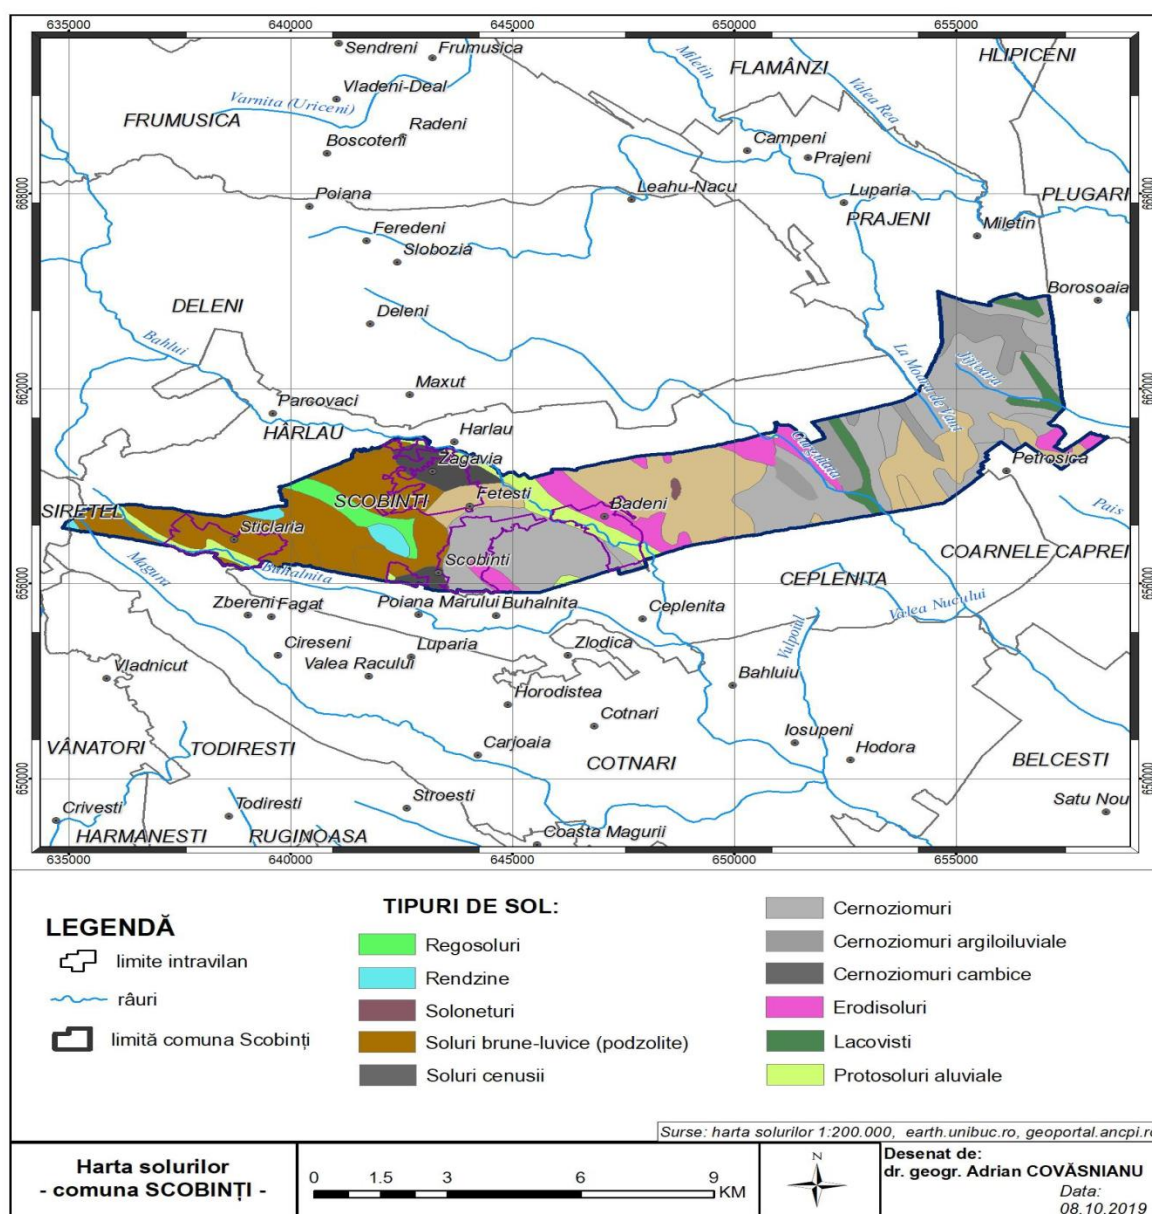 635000 640000 645000 650000 655000
Sendreni
Frumusica
Miletin
FLAMÂNZI
HLIPICENI
Vladeni-Deal
Valea Rea
Varnita (Uriceni)
FRUMUSICA
Radeni
Boscoteni
Campeni
Prajeni
668000
Poiana
Leahu-Nacu
Luparia
PLUGARI
668000
PRAJENI
Miletin
Feredeni
Slobozia
DELENI
Borosoaia
Deleni
Bahlui
La Moara de Vant
Jijioara
662000
662000
Maxut
Parcovaci
HÂRLAU
Harlau
Zagavia
Gurguiata
Petrosica
SCOBINTI
Fetesti
Badeni
SIRETEL
Sticlaria
Pais
COARNELE CAPREI
Scobinti
Magura
Buhalnita
CEPLENITA
656000
656000
Zbereni
Fagat
Poiana Marului
Buhalnita
Ceplenita
Valea Nucului
Vulpoiul
Cireseni
Luparia
Zlodica
Valea Racului
Vladnicut
Bahluiu
Horodistea
Cotnari
Iosupeni
VÂNATORI
TODIRESTI
Carjoaia
COTNARI
Hodora
BELCESTI
650000
650000
Stroesti
Satu Nou
Crivesti
Todiresti
HARMANESTI
RUGINOASA
Coasta Magurii
635000 640000 645000 650000 655000
LEGENDĂ
limite intravilan
râuri
limită comuna Scobinți
TIPURI DE SOL:
Regosoluri
Rendzine
Soloneturi
Soluri brune-luvice (podzolite)
Soluri cenusii
Cernoziomuri
Cernoziomuri argiloiluviale
Cernoziomuri cambice
Erodisoluri
Lacovisti
Protosoluri aluviale
Surse: harta solurilor 1:200.000, earth.unibuc.ro, geoportal.ancpi.ro
Harta solurilor
- comuna SCOBINȚI -
0 1.5 3 6 9
KM
N
Desenat de:
dr. geogr. Adrian COVĂSNIANU
Data:
08.10.2019